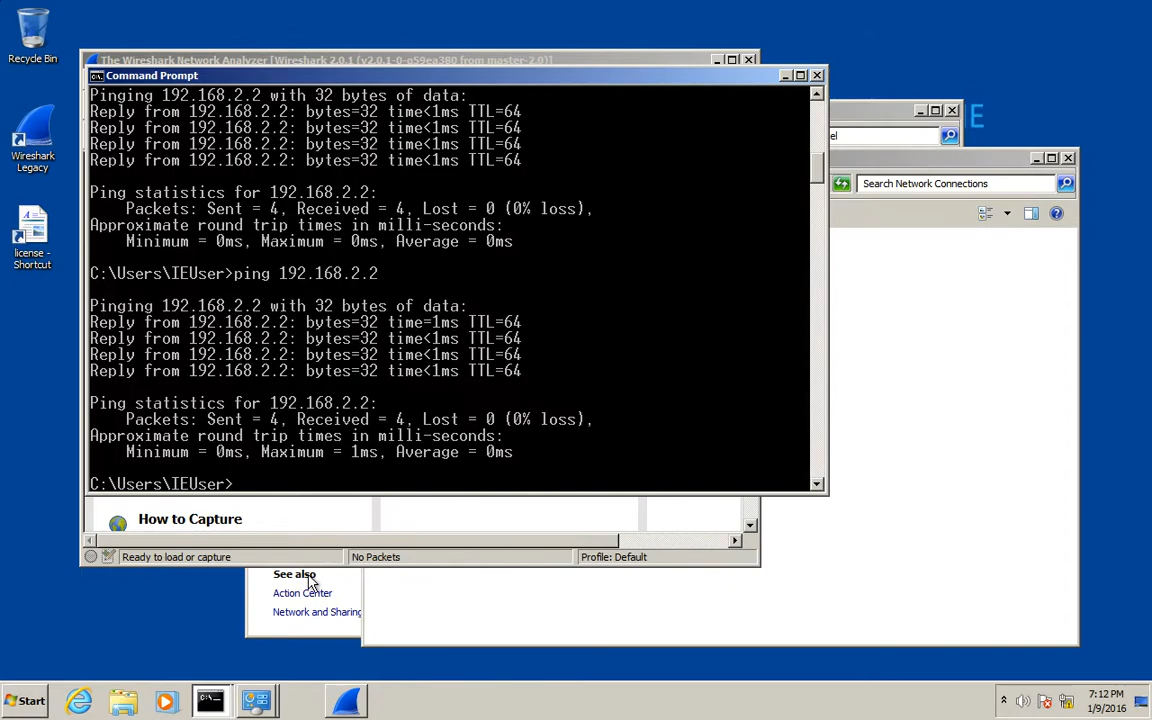 Recycle Bin
Wireshark
Legacy
license -
Shortcut
The Wireshark Network Analyzer [Wireshark 2.0.1 (v2.0.1-0-g59ea380 from master-2.0)]
Command Prompt
Pinging 192.168.2.2 with 32 bytes of data:
Reply from 192.168.2.2: bytes=32 time<1ms TTL=64
Reply from 192.168.2.2: bytes=32 time<1ms TTL=64
Reply from 192.168.2.2: bytes=32 time<1ms TTL=64
Reply from 192.168.2.2: bytes=32 time<1ms TTL=64
Ping statistics for 192.168.2.2:
Packets: Sent = 4, Received = 4, Lost = 0 (0% loss),
Approximate round trip times in milli-seconds:
Minimum = 0ms, Maximum = 0ms, Average = 0ms
C:\Users\IEUser>ping 192.168.2.2
Pinging 192.168.2.2 with 32 bytes of data:
Reply from 192.168.2.2: bytes=32 time=1ms TTL=64
Reply from 192.168.2.2: bytes=32 time<1ms TTL=64
Reply from 192.168.2.2: bytes=32 time<1ms TTL=64
Reply from 192.168.2.2: bytes=32 time<1ms TTL=64
Ping statistics for 192.168.2.2:
Packets: Sent = 4, Received = 4, Lost = 0 (0% loss),
Approximate round trip times in milli-seconds:
Minimum = 0ms, Maximum = 1ms, Average = 0ms
C:\Users\IEUser>
E
el
Search Network Connections
How to Capture
Ready to load or capture
No Packets
Profile: Default
See also
Action Center
Network and Sharing
Start
C:\_
7:12 PM
1/9/2016